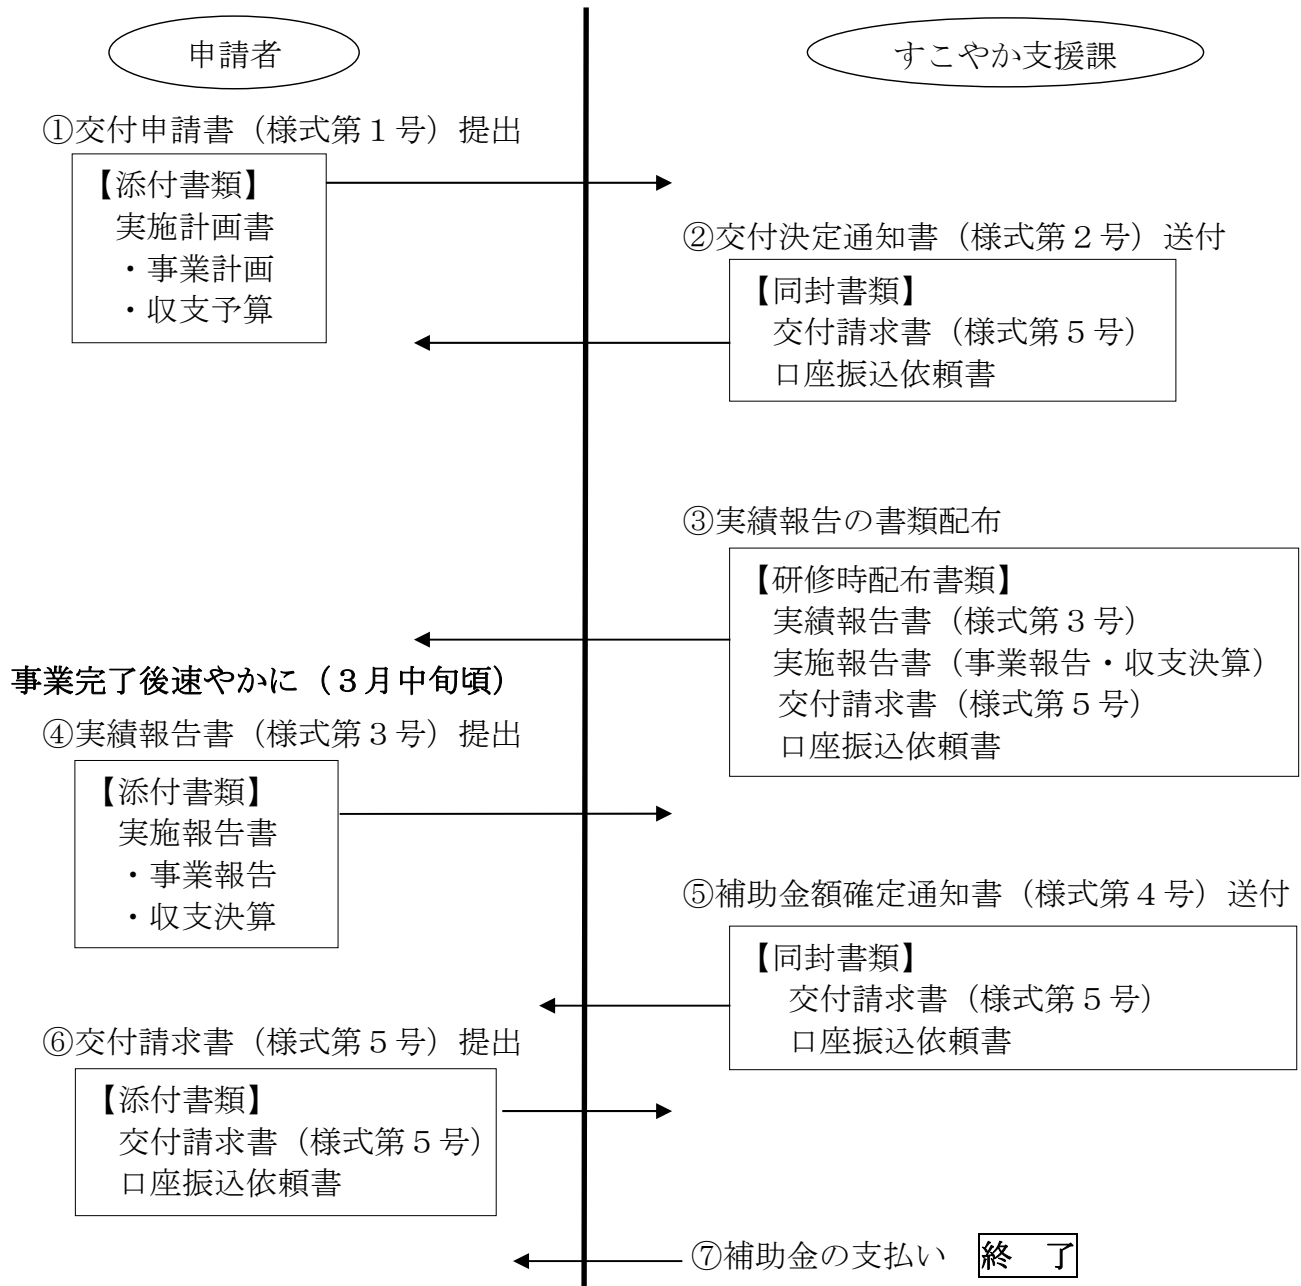 申請者
すこやか支援課
①交付申請書（様式第１号）提出
【添付書類】
実施計画書
・事業計画
・収支予算
②交付決定通知書（様式第２号）送付
【同封書類】
交付請求書（様式第５号）
口座振込依頼書
③実績報告の書類配布
【研修時配布書類】
実績報告書（様式第３号）
実施報告書（事業報告・収支決算）
交付請求書（様式第５号）
口座振込依頼書
事業完了後速やかに（３月中旬頃）
④実績報告書（様式第３号）提出
【添付書類】
実施報告書
・事業報告
・収支決算
⑤補助金額確定通知書（様式第４号）送付
【同封書類】
交付請求書（様式第５号）
口座振込依頼書
⑥交付請求書（様式第５号）提出
【添付書類】
交付請求書（様式第５号）
口座振込依頼書
⑦補助金の支払い　終　了